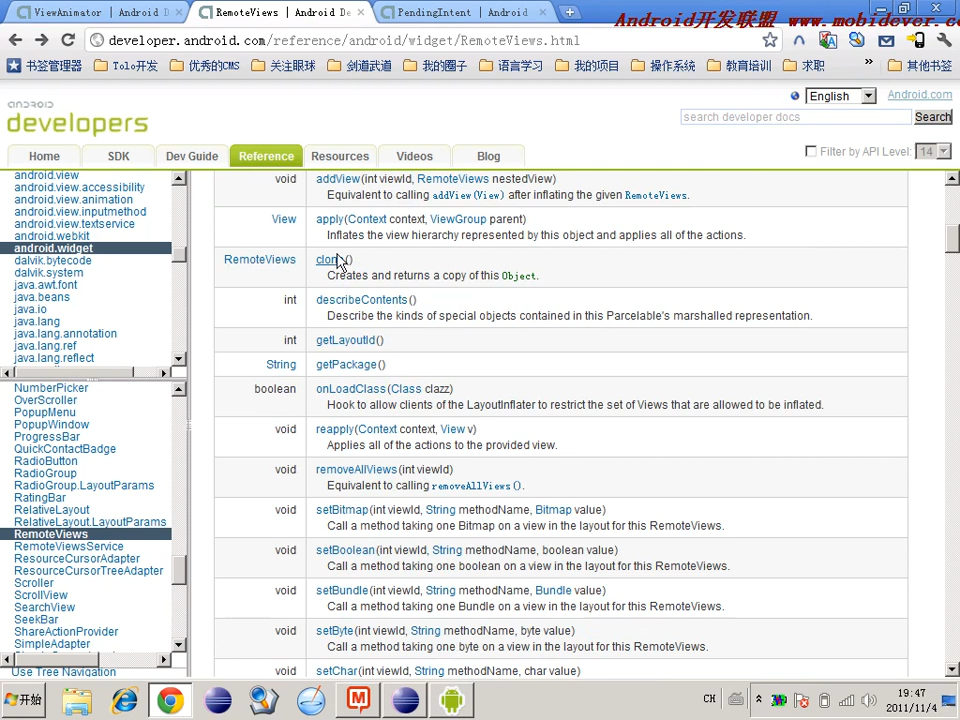 ViewAnimator | Android D
RemoteViews | Android De
PendingIntent | Android
Android开发联盟 www.mobidever.co
developer.android.com/reference/android/widget/RemoteViews.html
书签管理器 Tolo开发 优秀的CMS 关注眼球 剑道武道 我的圈子 语言学习 我的项目 操作系统 教育培训 求职 » 其他书签
English Android.com
android
developers
search developer docs Search
Home SDK Dev Guide Reference Resources Videos Blog
Filter by API Level: 14
android.view
android.view.accessibility
android.view.animation
android.view.inputmethod
android.view.textservice
android.webkit
android.widget
dalvik.bytecode
dalvik.system
java.awt.font
java.beans
java.io
java.lang
java.lang.annotation
java.lang.ref
java.lang.reflect
NumberPicker
OverScroller
PopupMenu
PopupWindow
ProgressBar
QuickContactBadge
RadioButton
RadioGroup
RadioGroup.LayoutParams
RatingBar
RelativeLayout
RelativeLayout.LayoutParams
RemoteViews
RemoteViewsService
ResourceCursorAdapter
ResourceCursorTreeAdapter
Scroller
ScrollView
SearchView
SeekBar
ShareActionProvider
SimpleAdapter
Use Tree Navigation
void addView(int viewId, RemoteViews nestedView)
Equivalent to calling addView(View) after inflating the given RemoteViews.
View apply(Context context, ViewGroup parent)
Inflates the view hierarchy represented by this object and applies all of the actions.
RemoteViews clon ()
Creates and returns a copy of this Object.
int describeContents()
Describe the kinds of special objects contained in this Parcelable's marshalled representation.
int getLayoutId()
String getPackage()
boolean onLoadClass(Class clazz)
Hook to allow clients of the LayoutInflater to restrict the set of Views that are allowed to be inflated.
void reapply(Context context, View v)
Applies all of the actions to the provided view.
void removeAllViews(int viewId)
Equivalent to calling removeAllViews().
void setBitmap(int viewId, String methodName, Bitmap value)
Call a method taking one Bitmap on a view in the layout for this RemoteViews.
void setBoolean(int viewId, String methodName, boolean value)
Call a method taking one boolean on a view in the layout for this RemoteViews.
void setBundle(int viewId, String methodName, Bundle value)
Call a method taking one Bundle on a view in the layout for this RemoteViews.
void setByte(int viewId, String methodName, byte value)
Call a method taking one byte on a view in the layout for this RemoteViews.
void setChar(int viewId, String methodName, char value)
开始 CH 19:47
2011/11/4